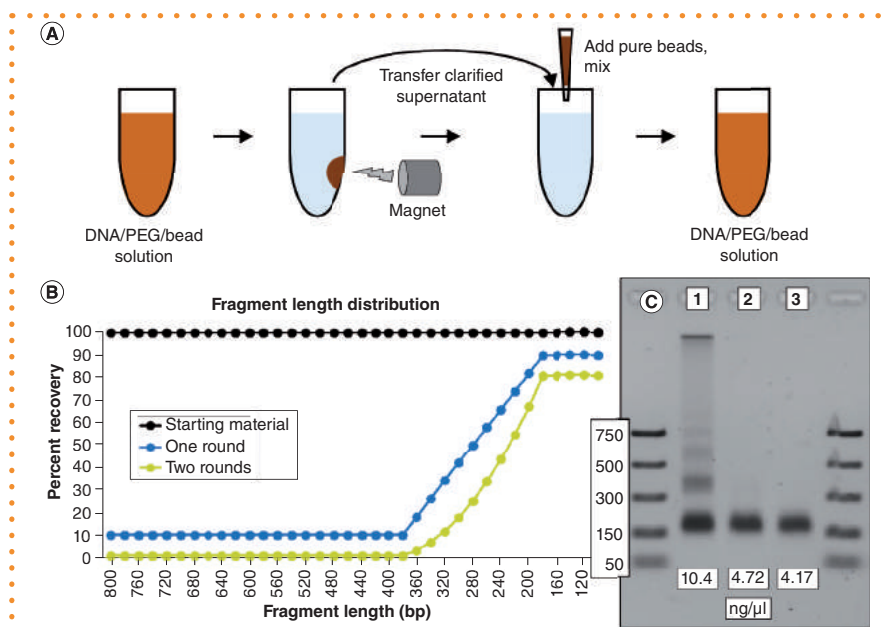 A
Add pure beads,
mix
Transfer clarified
supernatant
Magnet
DNA/PEG/bead
solution
DNA/PEG/bead
solution
B
Fragment length distribution
Percent recovery
100
90
80
70
60
50
40
30
20
10
0
Starting material
One round
Two rounds
800 760 720 680 640 600 560 520 480 440 400 360 320 280 240 200 160 120
Fragment length (bp)
C
1 2 3
750
500
300
150
50
10.4 4.72 4.17
ng/µl